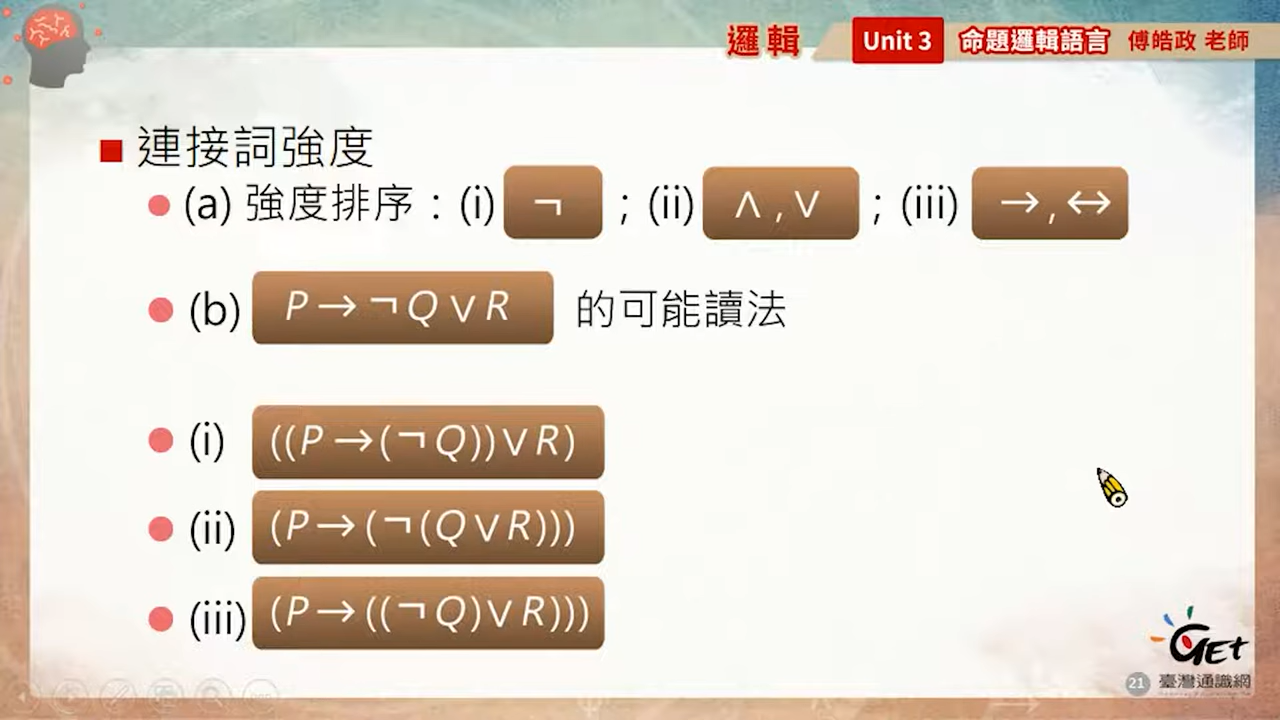 邏輯 Unit 3 命題邏輯語言 傅皓政 老師
連接詞強度
(a) 強度排序：(i) ¬ ；(ii) ∧ , ∨ ；(iii) → , ↔
(b) P → ¬ Q ∨ R 的可能讀法
(i) ((P → (¬ Q)) ∨ R)
(ii) (P → (¬ (Q ∨ R)))
(iii) (P → ((¬ Q) ∨ R)))
GET
21 臺灣通識網